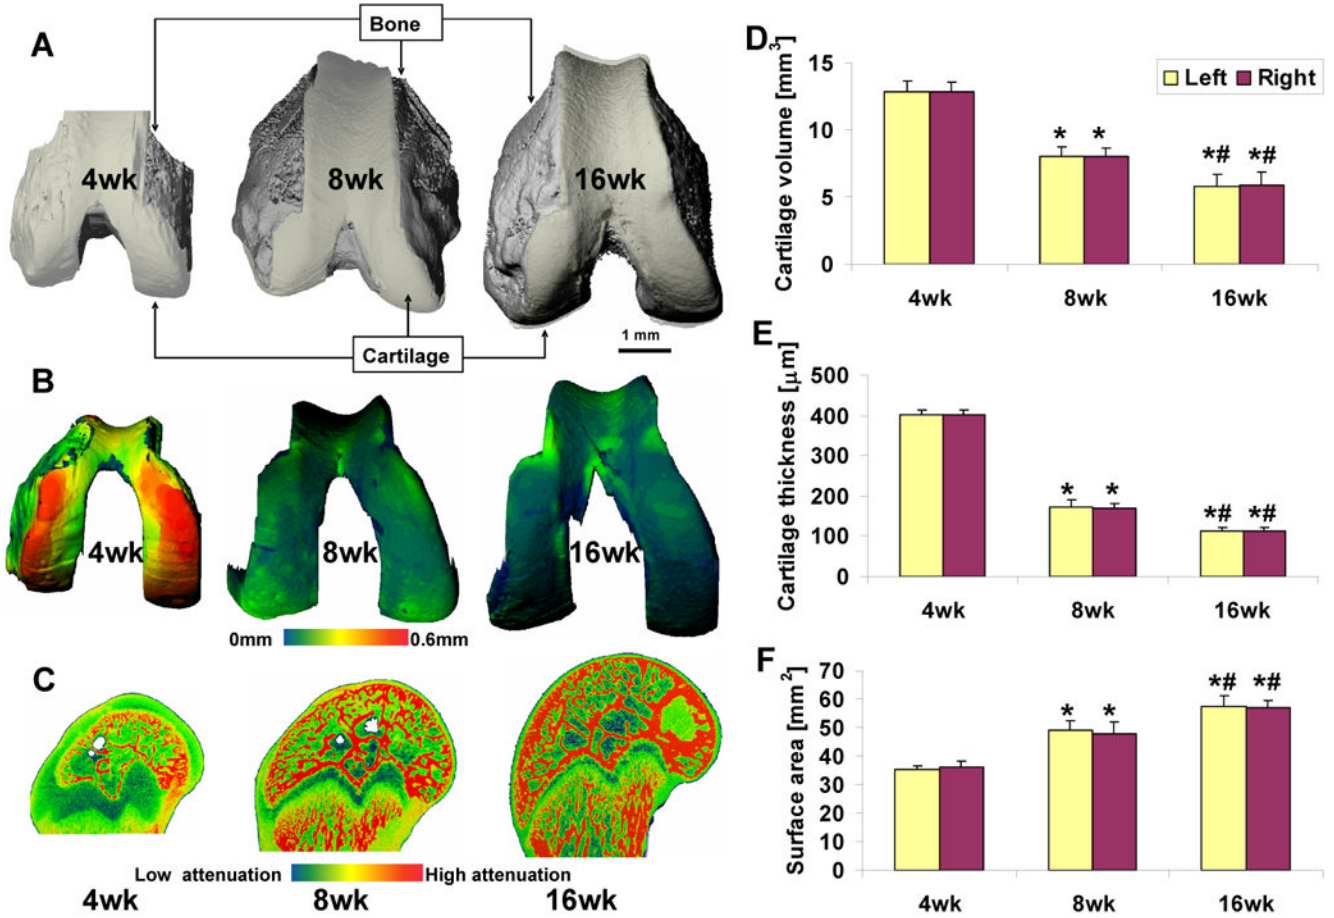 A
Bone
4wk
8wk
16wk
Cartilage
1 mm
B
4wk
8wk
16wk
0mm
0.6mm
C
Low attenuation
High attenuation
4wk
8wk
16wk
D
Cartilage volume [mm3]
15
10
5
0
Left
Right
* *
*# *#
4wk
8wk
16wk
E
Cartilage thickness [μm]
500
400
300
200
100
0
* *
*# *#
4wk
8wk
16wk
F
Surface area [mm2]
70
60
50
40
30
20
10
0
* *
*# *#
4wk
8wk
16wk